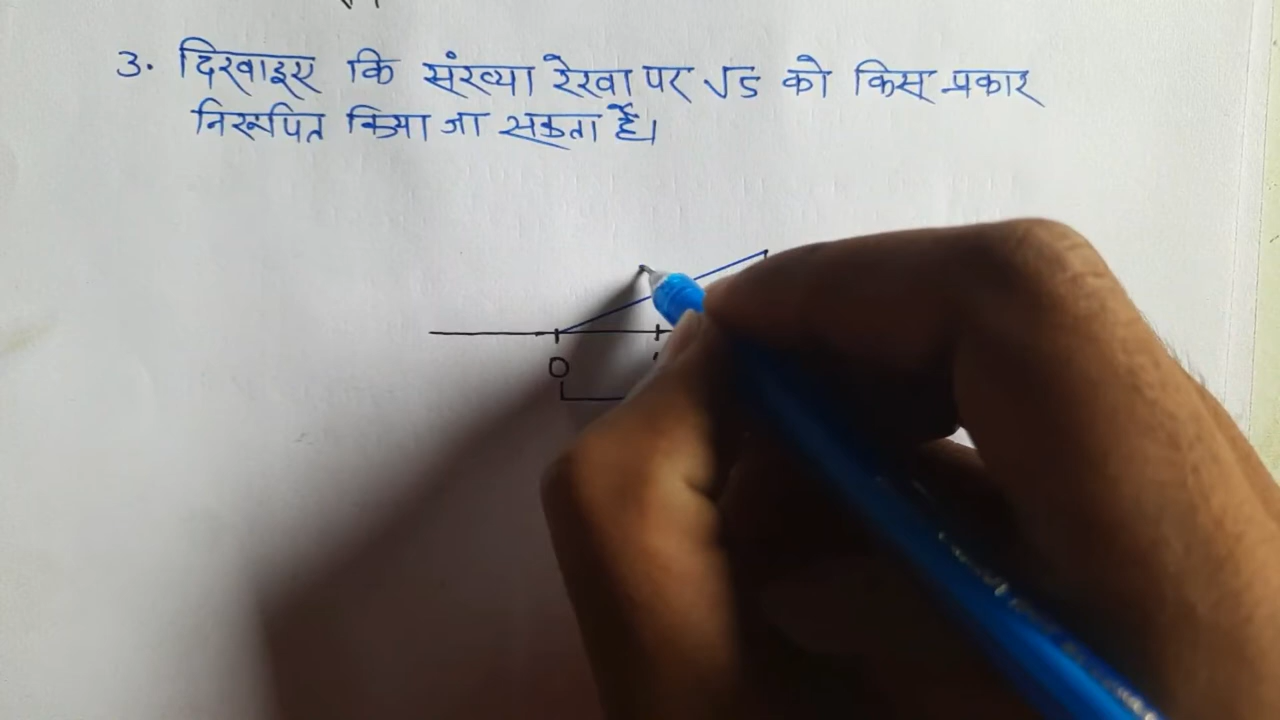 3. दिखाइए कि संख्या रेखा पर √5 को किस प्रकार
निरूपित किया जा सकता है।
0